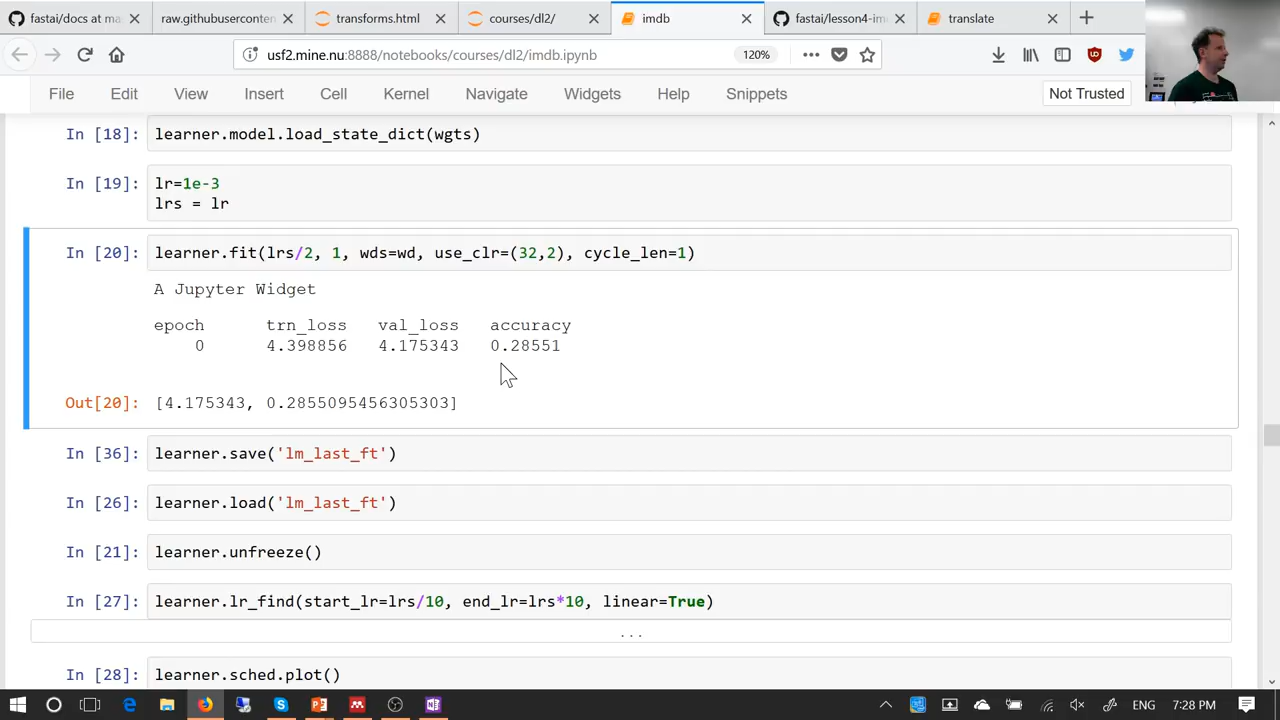 fastai/docs at ma
raw.githubusercontent
transforms.html
courses/dl2/
imdb
fastai/lesson4-im
translate
usf2.mine.nu:8888/notebooks/courses/dl2/imdb.ipynb
120%
File Edit View Insert Cell Kernel Navigate Widgets Help Snippets Not Trusted
In [18]: learner.model.load_state_dict(wgts)
In [19]: lr=1e-3
lrs = lr
In [20]: learner.fit(lrs/2, 1, wds=wd, use_clr=(32,2), cycle_len=1)
A Jupyter Widget
epoch trn_loss val_loss accuracy
0 4.398856 4.175343 0.28551
Out[20]: [4.175343, 0.2855095456305303]
In [36]: learner.save('lm_last_ft')
In [26]: learner.load('lm_last_ft')
In [21]: learner.unfreeze()
In [27]: learner.lr_find(start_lr=lrs/10, end_lr=lrs*10, linear=True)
...
In [28]: learner.sched.plot()
ENG 7:28 PM